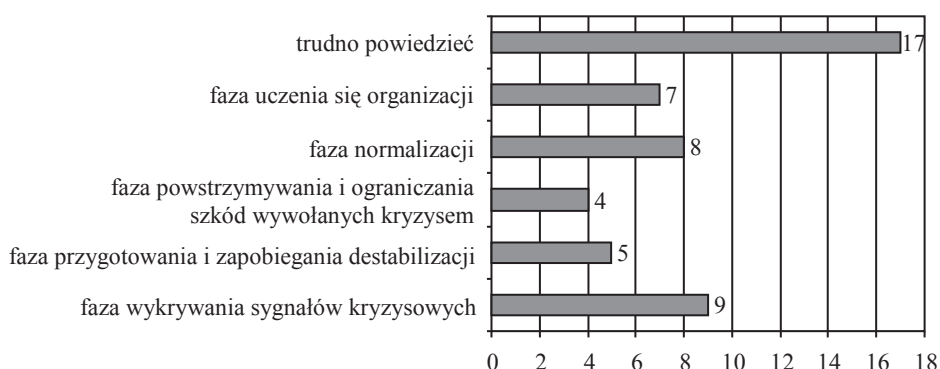 trudno powiedzieć
17
faza uczenia się organizacji
7
faza normalizacji
8
faza powstrzymywania i ograniczania
szkód wywołanych kryzysem
4
faza przygotowania i zapobiegania destabilizacji
5
faza wykrywania sygnałów kryzysowych
9
0 2 4 6 8 10 12 14 16 18